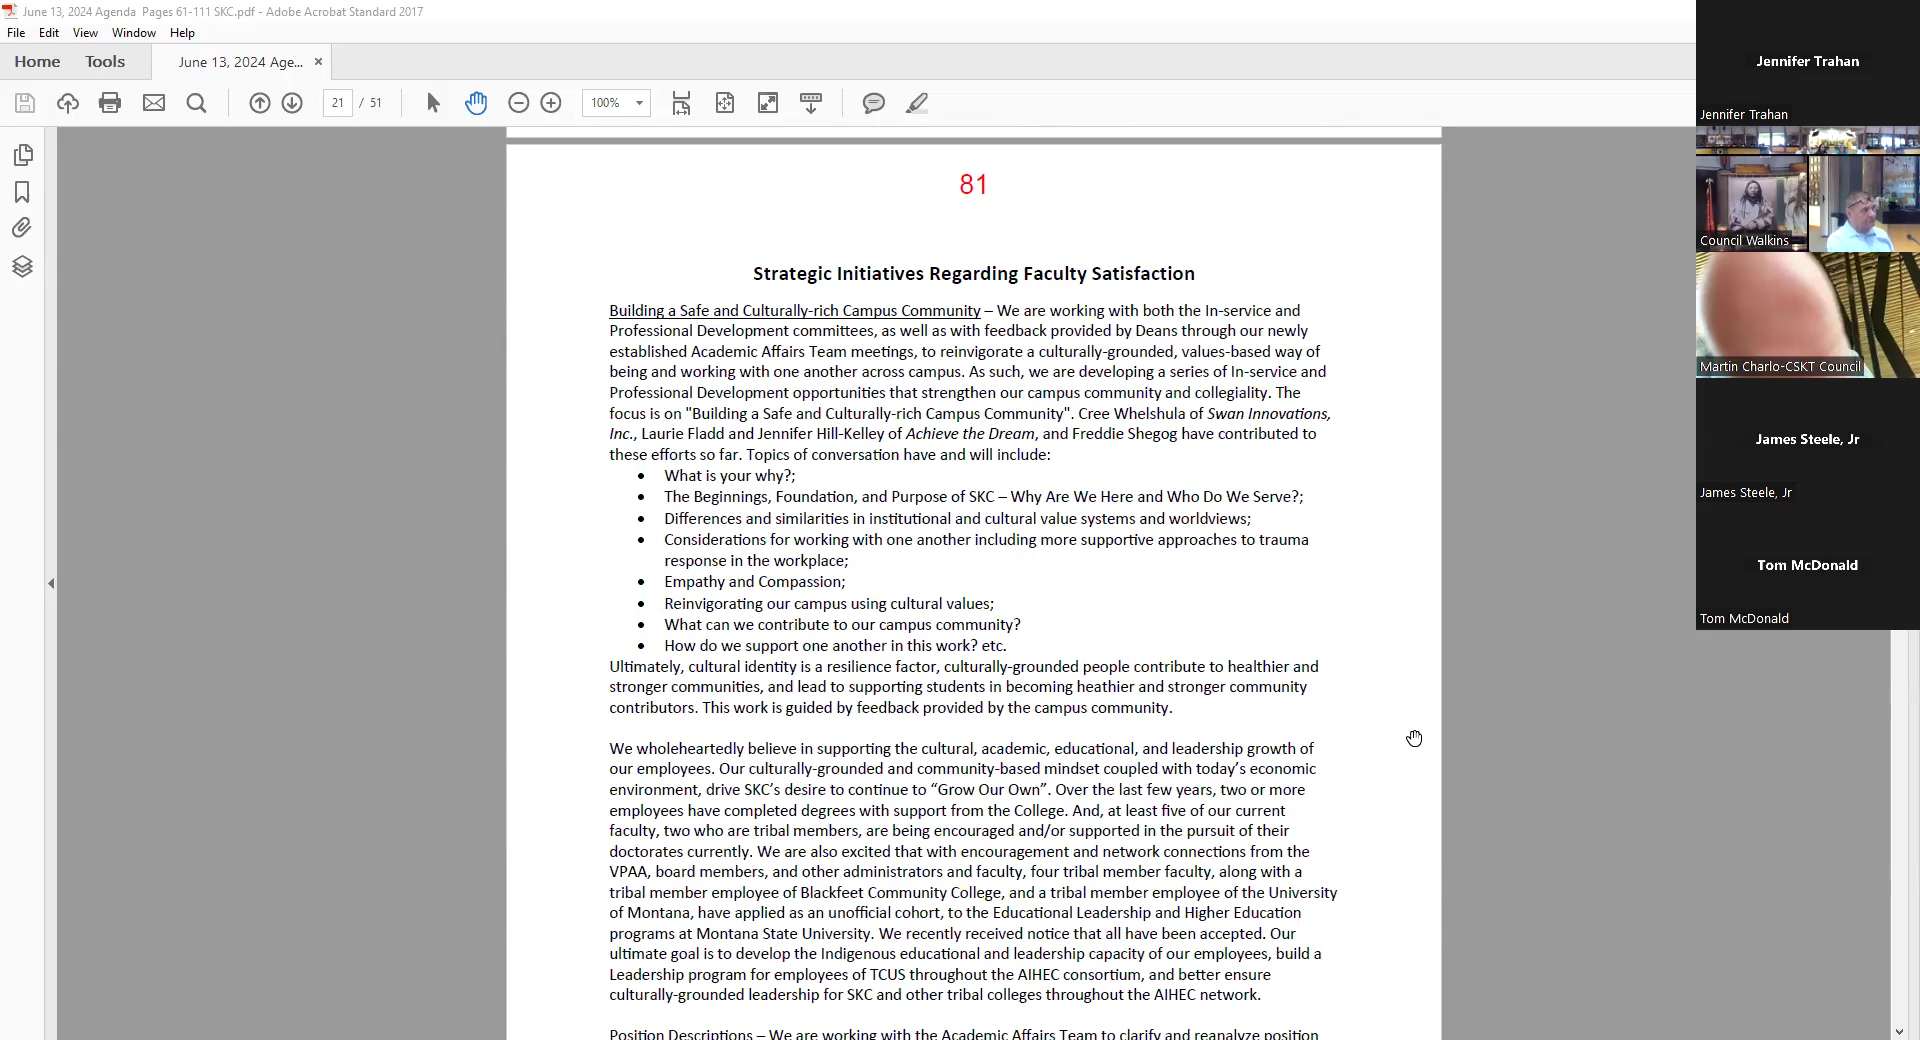 June 13, 2024 Agenda  Pages 61-111 SKC.pdf - Adobe Acrobat Standard 2017
File Edit View Window Help
Home Tools June 13, 2024 Age... ×
21 / 51 100%
81
Strategic Initiatives Regarding Faculty Satisfaction
Building a Safe and Culturally-rich Campus Community – We are working with both the In-service and
Professional Development committees, as well as with feedback provided by Deans through our newly
established Academic Affairs Team meetings, to reinvigorate a culturally-grounded, values-based way of
being and working with one another across campus. As such, we are developing a series of In-service and
Professional Development opportunities that strengthen our campus community and collegiality. The
focus is on "Building a Safe and Culturally-rich Campus Community". Cree Whelshula of Swan Innovations,
Inc., Laurie Fladd and Jennifer Hill-Kelley of Achieve the Dream, and Freddie Shegog have contributed to
these efforts so far. Topics of conversation have and will include:
• What is your why?;
• The Beginnings, Foundation, and Purpose of SKC – Why Are We Here and Who Do We Serve?;
• Differences and similarities in institutional and cultural value systems and worldviews;
• Considerations for working with one another including more supportive approaches to trauma
response in the workplace;
• Empathy and Compassion;
• Reinvigorating our campus using cultural values;
• What can we contribute to our campus community?
• How do we support one another in this work? etc.
Ultimately, cultural identity is a resilience factor, culturally-grounded people contribute to healthier and
stronger communities, and lead to supporting students in becoming heathier and stronger community
contributors. This work is guided by feedback provided by the campus community.
We wholeheartedly believe in supporting the cultural, academic, educational, and leadership growth of
our employees. Our culturally-grounded and community-based mindset coupled with today’s economic
environment, drive SKC’s desire to continue to “Grow Our Own”. Over the last few years, two or more
employees have completed degrees with support from the College. And, at least five of our current
faculty, two who are tribal members, are being encouraged and/or supported in the pursuit of their
doctorates currently. We are also excited that with encouragement and network connections from the
VPAA, board members, and other administrators and faculty, four tribal member faculty, along with a
tribal member employee of Blackfeet Community College, and a tribal member employee of the University
of Montana, have applied as an unofficial cohort, to the Educational Leadership and Higher Education
programs at Montana State University. We recently received notice that all have been accepted. Our
ultimate goal is to develop the Indigenous educational and leadership capacity of our employees, build a
Leadership program for employees of TCUS throughout the AIHEC consortium, and better ensure
culturally-grounded leadership for SKC and other tribal colleges throughout the AIHEC network.
Position Descriptions – We are working with the Academic Affairs Team to clarify and reanalyze position
Jennifer Trahan
Jennifer Trahan
Council Walkins
Martin Charlo-CSKT Council
James Steele, Jr
James Steele, Jr
Tom McDonald
Tom McDonald